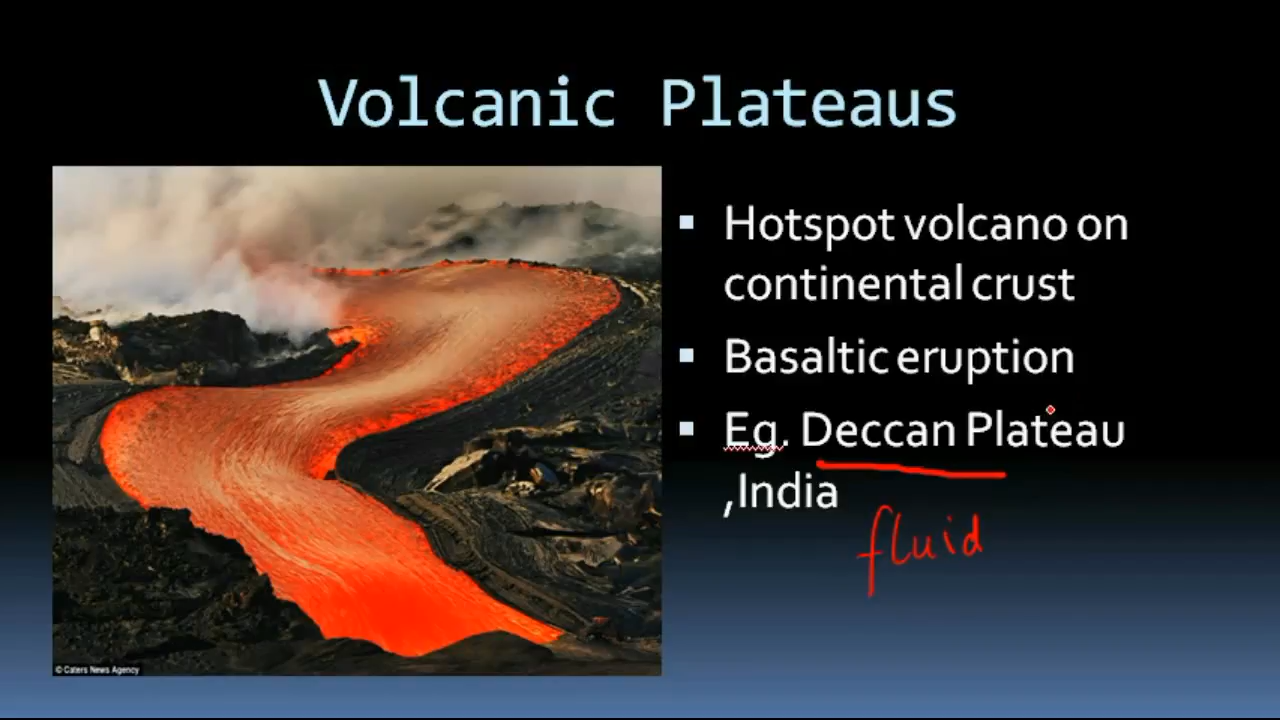 Volcanic Plateaus
▪ Hotspot volcano on
continental crust
▪ Basaltic eruption
▪ Eg. Deccan Plateau
,India
fluid
© Caters News Agency